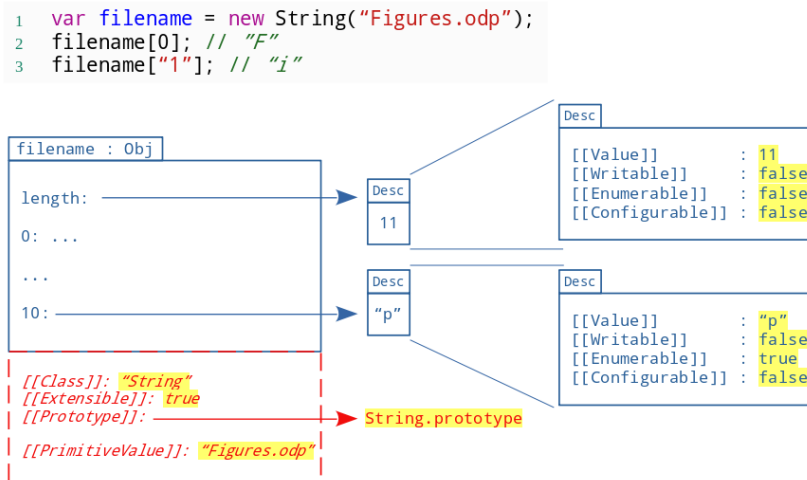 1 var filename = new String(“Figures.odp”);
2 filename[0]; // ”F”
3 filename[“1”]; // “i”
filename : Obj
length:
0: ...
...
10:
[[Class]]: “String”
[[Extensible]]: true
[[Prototype]]:
[[PrimitiveValue]]: “Figures.odp”
Desc
11
Desc
“p”
String.prototype
Desc
[[Value]] : 11
[[Writable]] : false
[[Enumerable]] : false
[[Configurable]] : false
Desc
[[Value]] : “p”
[[Writable]] : false
[[Enumerable]] : true
[[Configurable]] : false